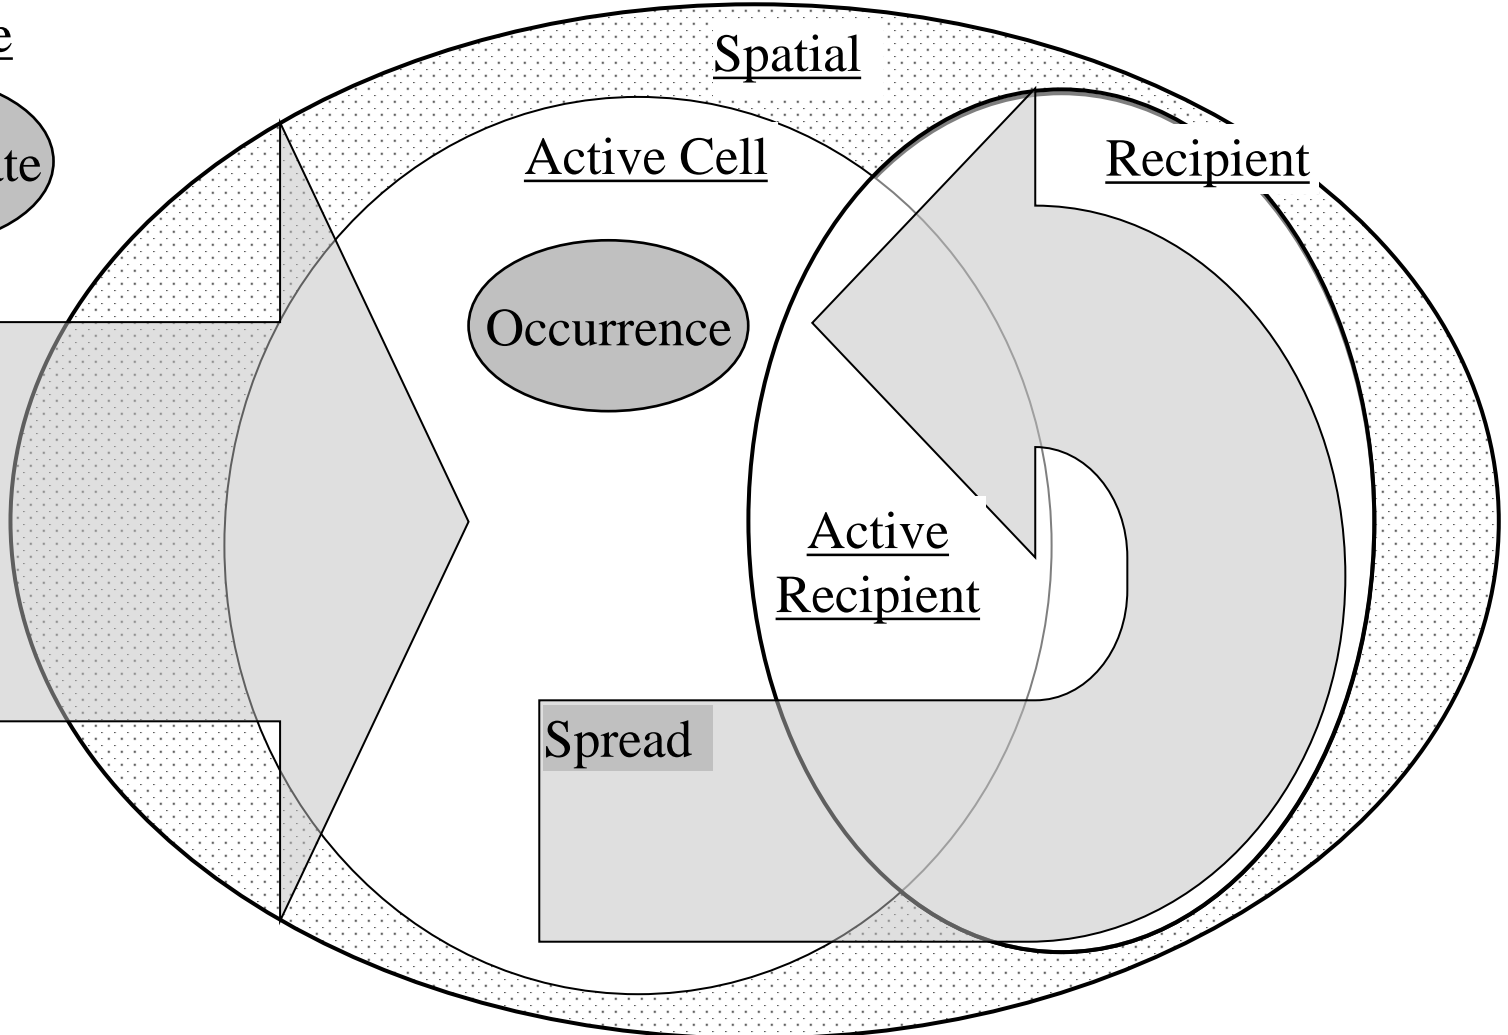 Spatial
Active Cell
Recipient
Occurrence
Active
Recipient
Spread